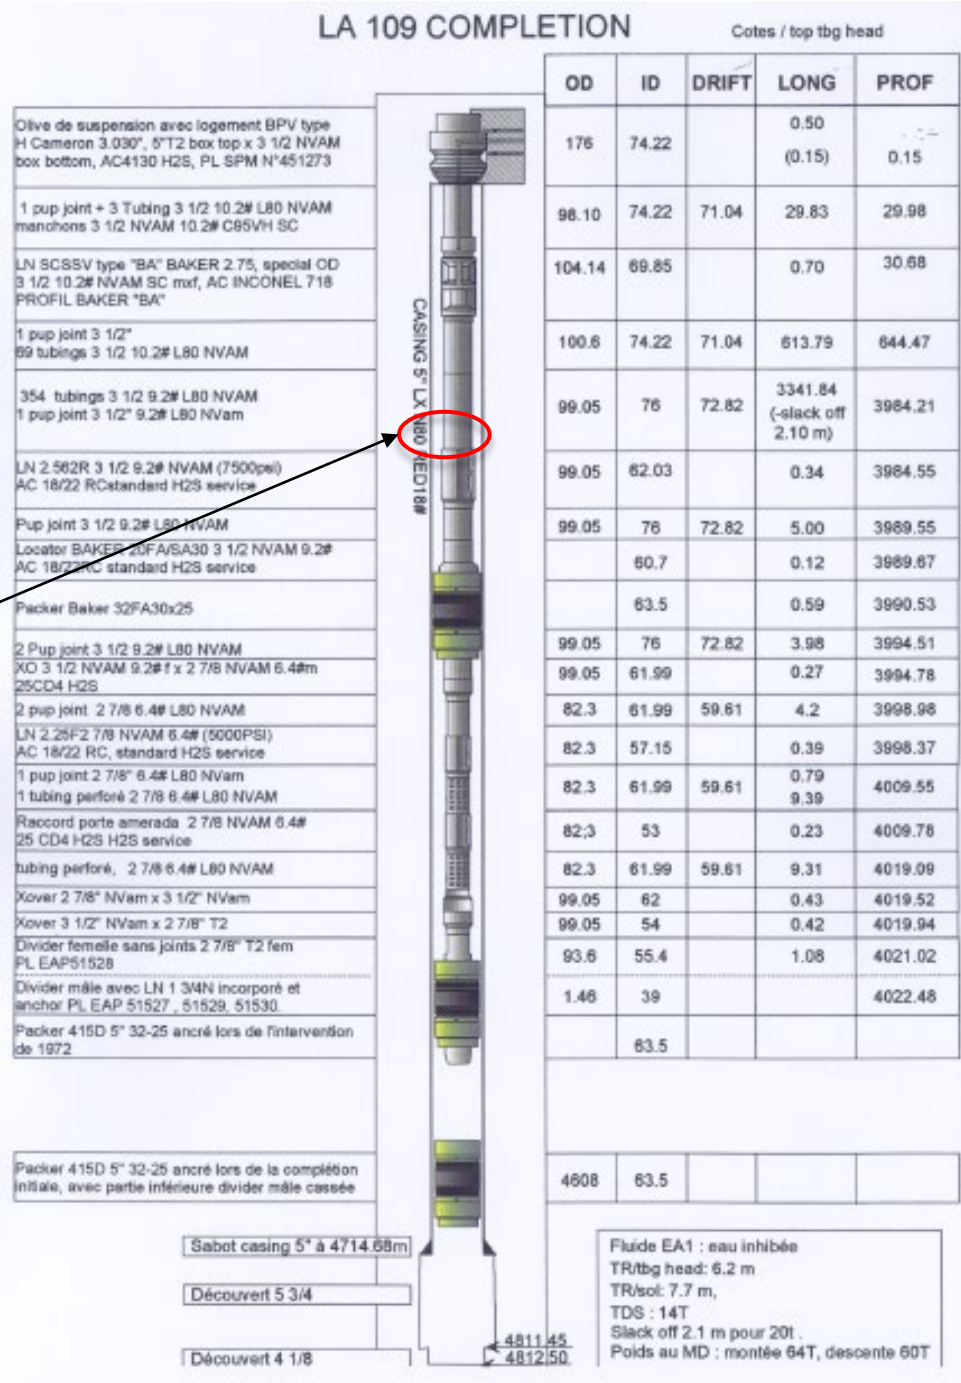 LA 109 COMPLETION
Cotes / top tbg head
OD ID DRIFT LONG PROF
Olive de suspension avec logement BPV type
H Cameron 3.030", 5"T2 box top x 3 1/2 NVAM
box bottom, AC4130 H2S, PL SPM N°451273
176 74.22 0.50
(0.15) 0.15
1 pup joint + 3 Tubing 3 1/2 10.2# L80 NVAM
manchons 3 1/2 NVAM 10.2# C95VH SC
98.10 74.22 71.04 29.83 29.98
LN SCSSV type "BA" BAKER 2.75, special OD
3 1/2 10.2# NVAM SC mxf, AC INCONEL 718
PROFIL BAKER "BA"
104.14 69.85 0.70 30.68
1 pup joint 3 1/2"
69 tubings 3 1/2 10.2# L80 NVAM
100.6 74.22 71.04 613.79 644.47
354 tubings 3 1/2 9.2# L80 NVAM
1 pup joint 3 1/2" 9.2# L80 NVam
99.05 76 72.82 3341.84
(-slack off
2.10 m)
3984.21
CASING 5" LX N80 RED18#
LN 2.562R 3 1/2 9.2# NVAM (7500psi)
AC 18/22 RCstandard H2S service
99.05 62.03 0.34 3984.55
Pup joint 3 1/2 9.2# L80 NVAM
99.05 76 72.82 5.00 3989.55
Locator BAKER 20FA/SA30 3 1/2 NVAM 9.2#
AC 18/22RC standard H2S service
60.7 0.12 3989.67
Packer Baker 32FA30x25
63.5 0.59 3990.53
2 Pup joint 3 1/2 9.2# L80 NVAM
99.05 76 72.82 3.98 3994.51
XO 3 1/2 NVAM 9.2# f x 2 7/8 NVAM 6.4#m
25CD4 H2S
99.05 61.99 0.27 3994.78
2 pup joint 2 7/8 6.4# L80 NVAM
82.3 61.99 59.61 4.2 3998.98
LN 2.25F2 7/8 NVAM 6.4# (5000PSI)
AC 18/22 RC, standard H2S service
82.3 57.15 0.39 3998.37
1 pup joint 2 7/8" 6.4# L80 NVam
1 tubing perforé 2 7/8 6.4# L80 NVAM
82.3 61.99 59.61 0.79
9.39
4009.55
Raccord porte amerada 2 7/8 NVAM 6.4#
25 CD4 H2S H2S service
82;3 53 0.23 4009.78
tubing perforé, 2 7/8 6.4# L80 NVAM
82.3 61.99 59.61 9.31 4019.09
Xover 2 7/8" NVam x 3 1/2" NVam
99.05 62 0.43 4019.52
Xover 3 1/2" NVam x 2 7/8" T2
99.05 54 0.42 4019.94
Divider femelle sans joints 2 7/8" T2 fem
PL EAP51528
93.6 55.4 1.08 4021.02
Divider mâle avec LN 1 3/4N incorporé et
anchor PL EAP 51527 , 51529, 51530.
1.46 39 4022.48
Packer 415D 5" 32-25 ancré lors de l'intervention
de 1972
63.5
Packer 415D 5" 32-25 ancré lors de la complétion
initiale, avec partie inférieure divider mâle cassée
4608 63.5
Sabot casing 5" à 4714.68m
Découvert 5 3/4
Découvert 4 1/8
4811.45
4812.50
Fluide EA1 : eau inhibée
TR/tbg head: 6.2 m
TR/sol: 7.7 m,
TDS : 14T
Slack off 2.1 m pour 20t .
Poids au MD : montée 64T, descente 60T